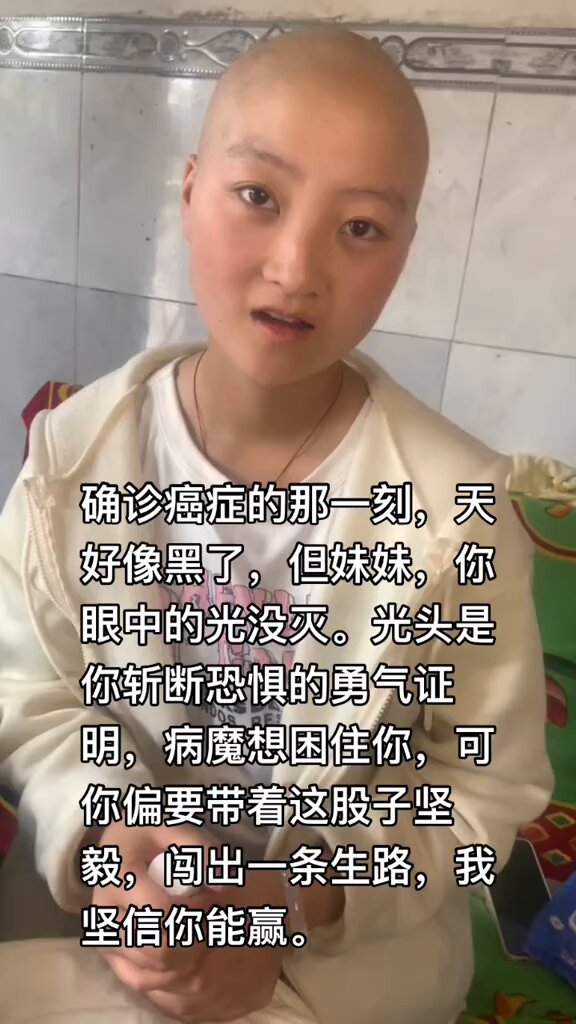 确诊癌症的那一刻，天
好像黑了，但妹妹，你
眼中的光没灭。光头是
你斩断恐惧的勇气证
明，病魔想困住你，可
你偏要带着这股子坚
毅，闯出一条生路，我
坚信你能赢。